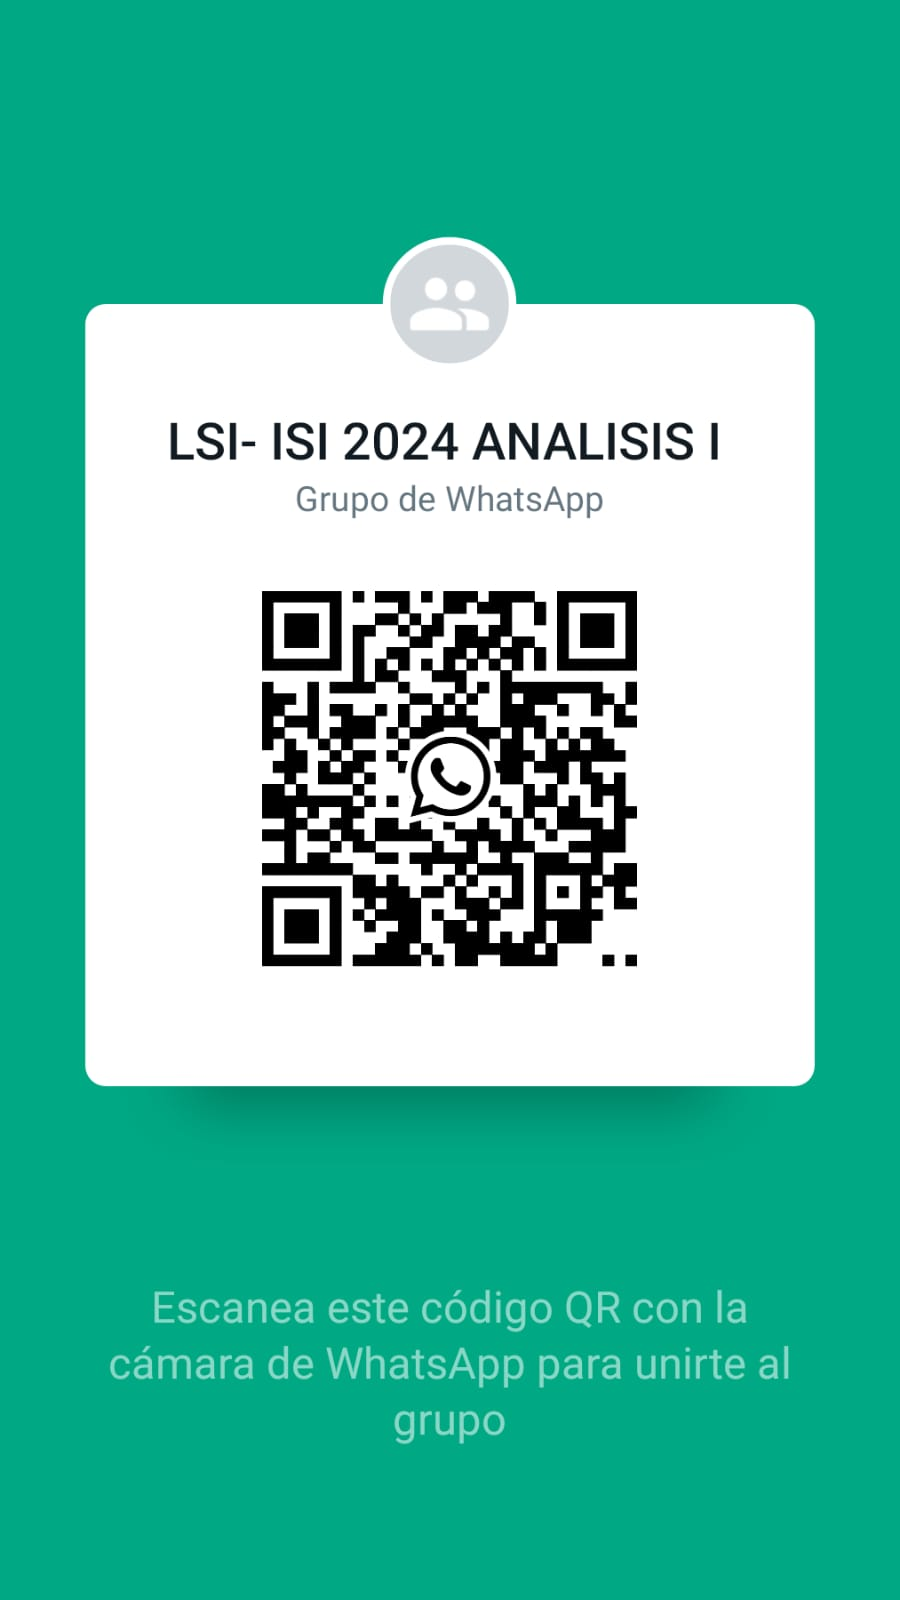 LSI- ISI 2024 ANALISIS I
Grupo de WhatsApp
Escanea este código QR con la
cámara de WhatsApp para unirte al
grupo